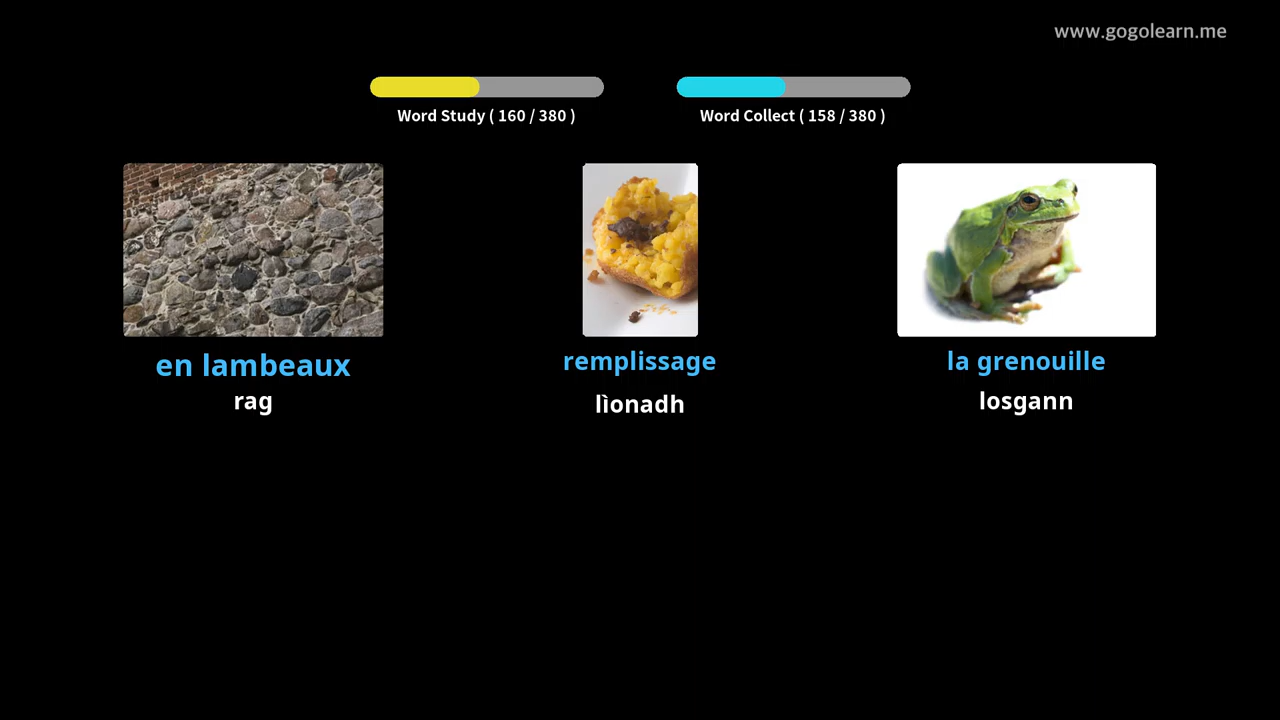 www.gogolearn.me
Word Study ( 160 / 380 )
Word Collect ( 158 / 380 )
en lambeaux
rag
remplissage
lìonadh
la grenouille
losgann